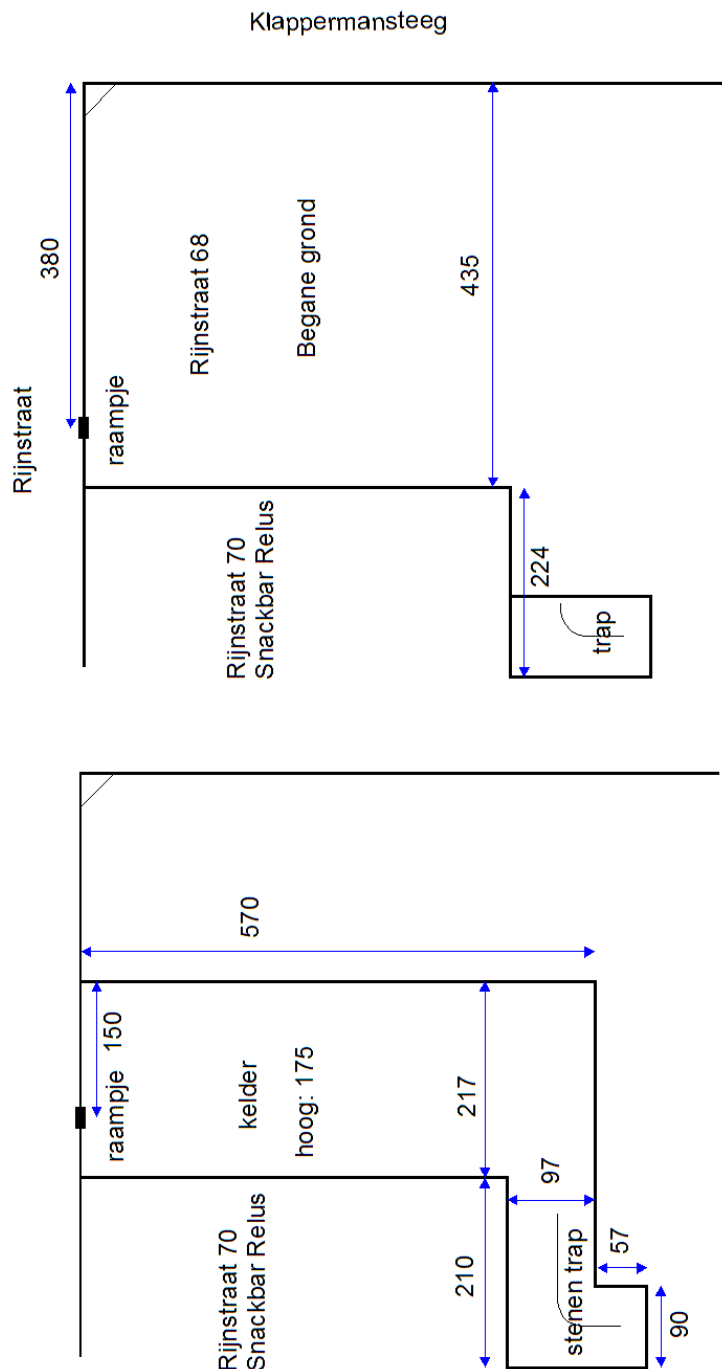 Klappermansteeg
Rijnstraat
380
raampje
Rijnstraat 68
Begane grond
435
Rijnstraat 70
Snackbar Relus
224
trap
570
raampje
150
kelder
hoog: 175
217
Rijnstraat 70
Snackbar Relus
210
97
stenen trap
57
90